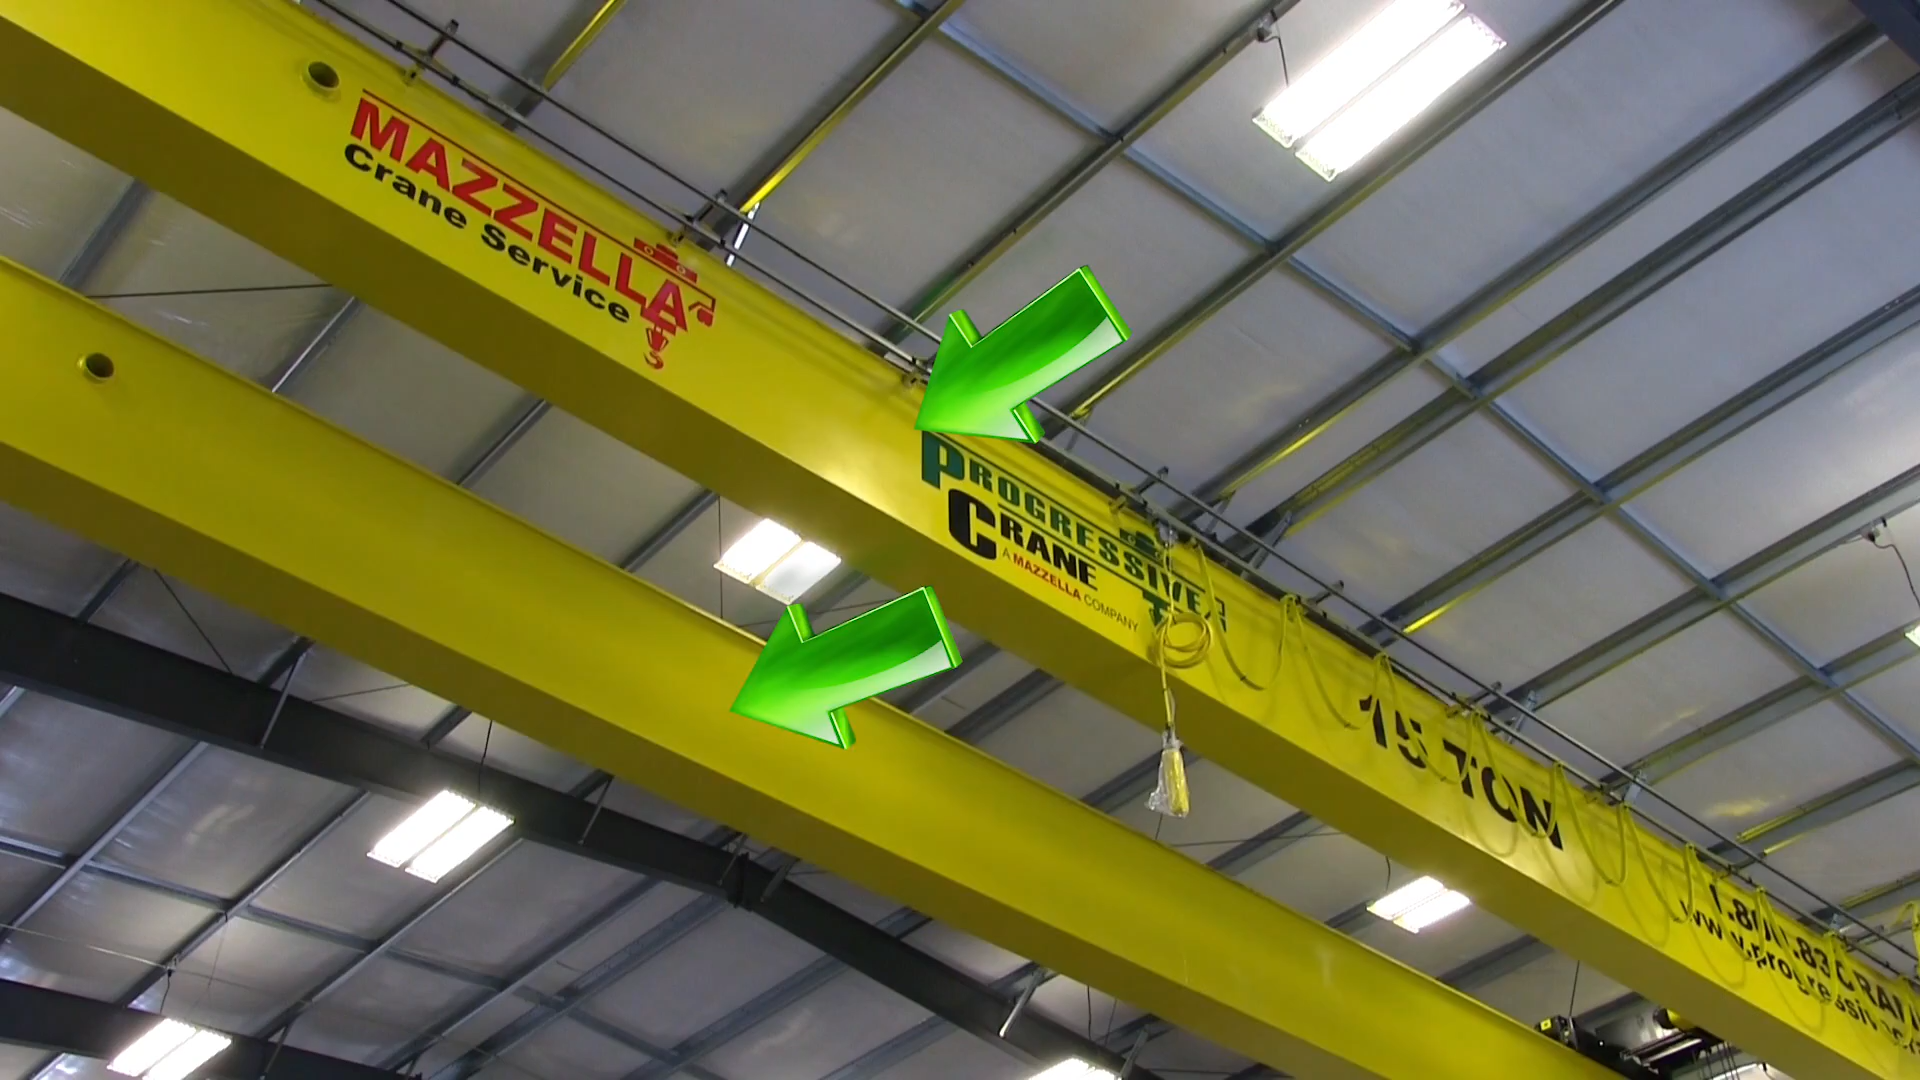 MAZZELLA
Crane Service
PROGRESSIVE
CRANE
A MAZZELLA COMPANY
15 TON